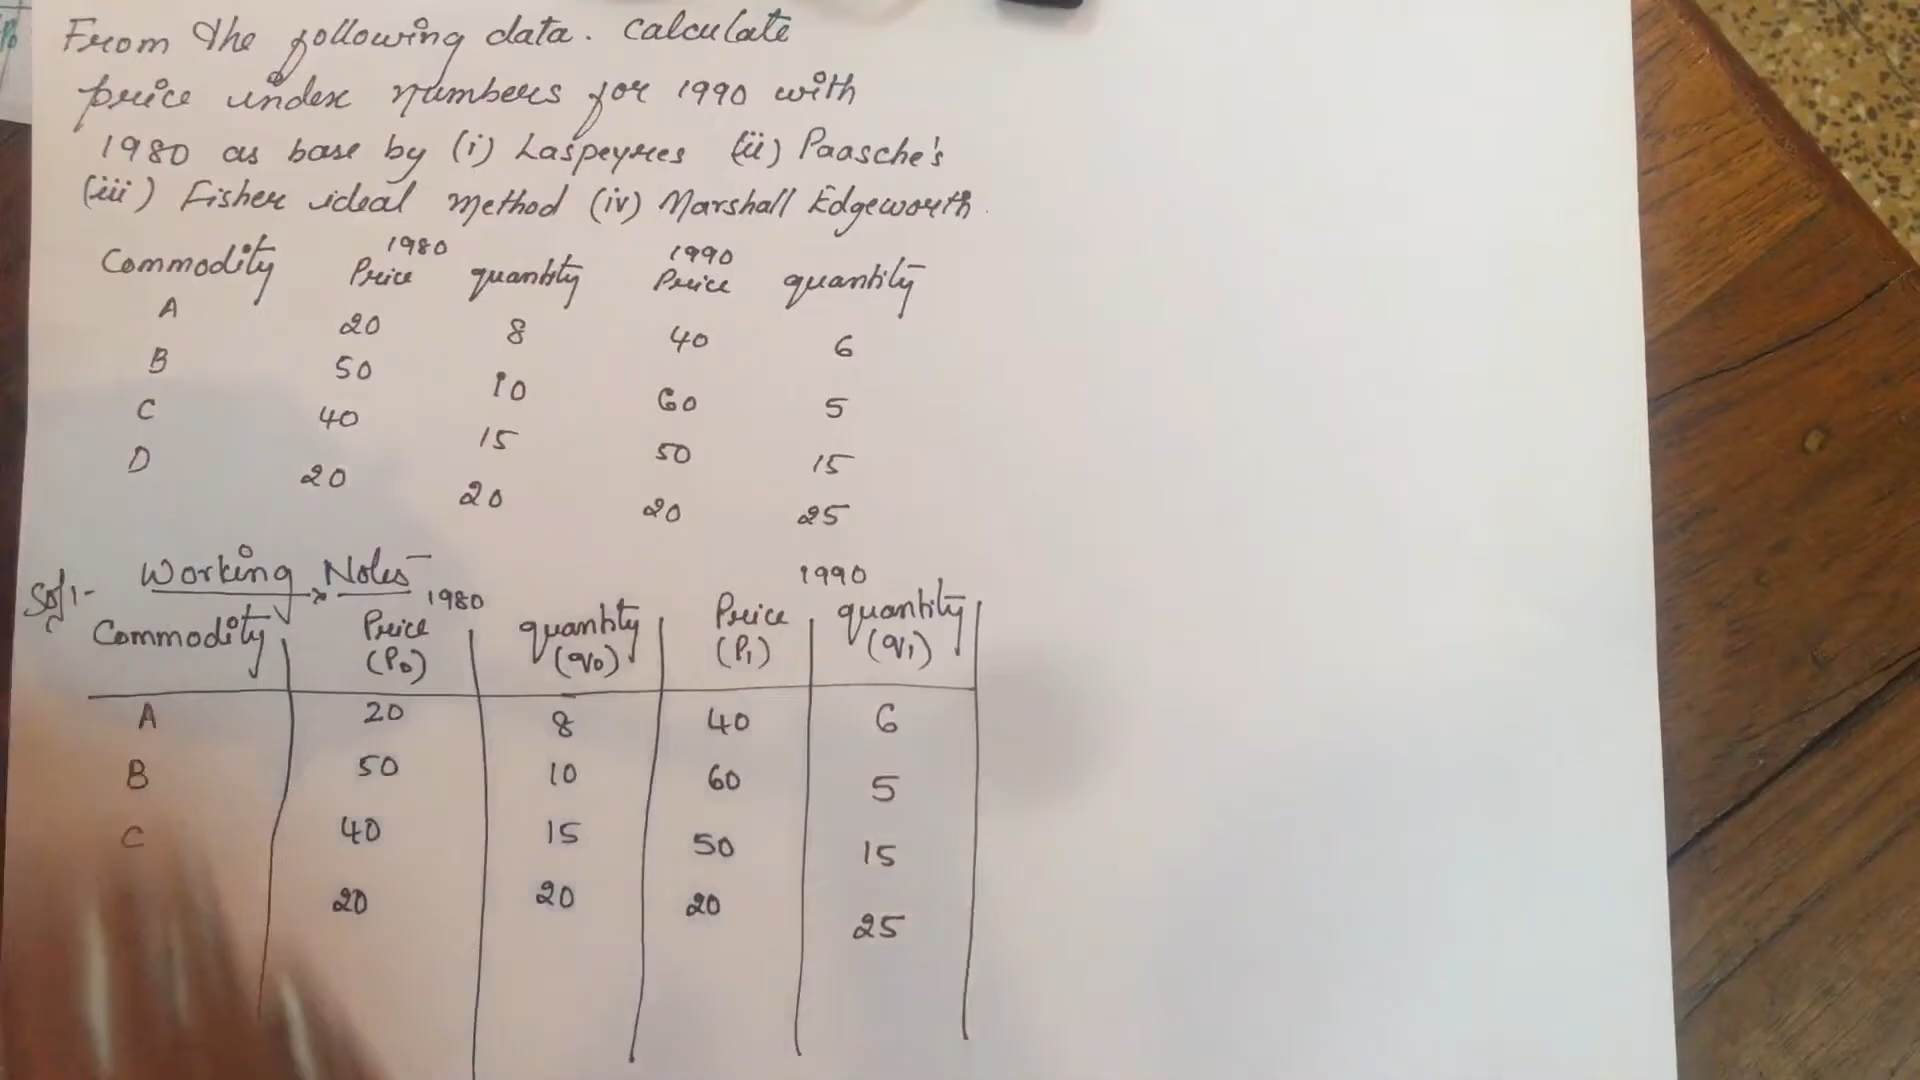 From the following data. Calculate
price index numbers for 1990 with
1980 as base by (i) Laspeyres (ii) Paasche's
(iii) Fisher ideal method (iv) Marshall Edgeworth.
1980 1990
Commodity Price quantity Price quantity
A 20 8 40 6
B 50 10 60 5
C 40 15 50 15
D 20 20 20 25
Sol:- Working Notes
1980 1990
Commodity Price (P0) quantity (q0) Price (P1) quantity (q1)
A 20 8 40 6
B 50 10 60 5
C 40 15 50 15
20 20 20 25